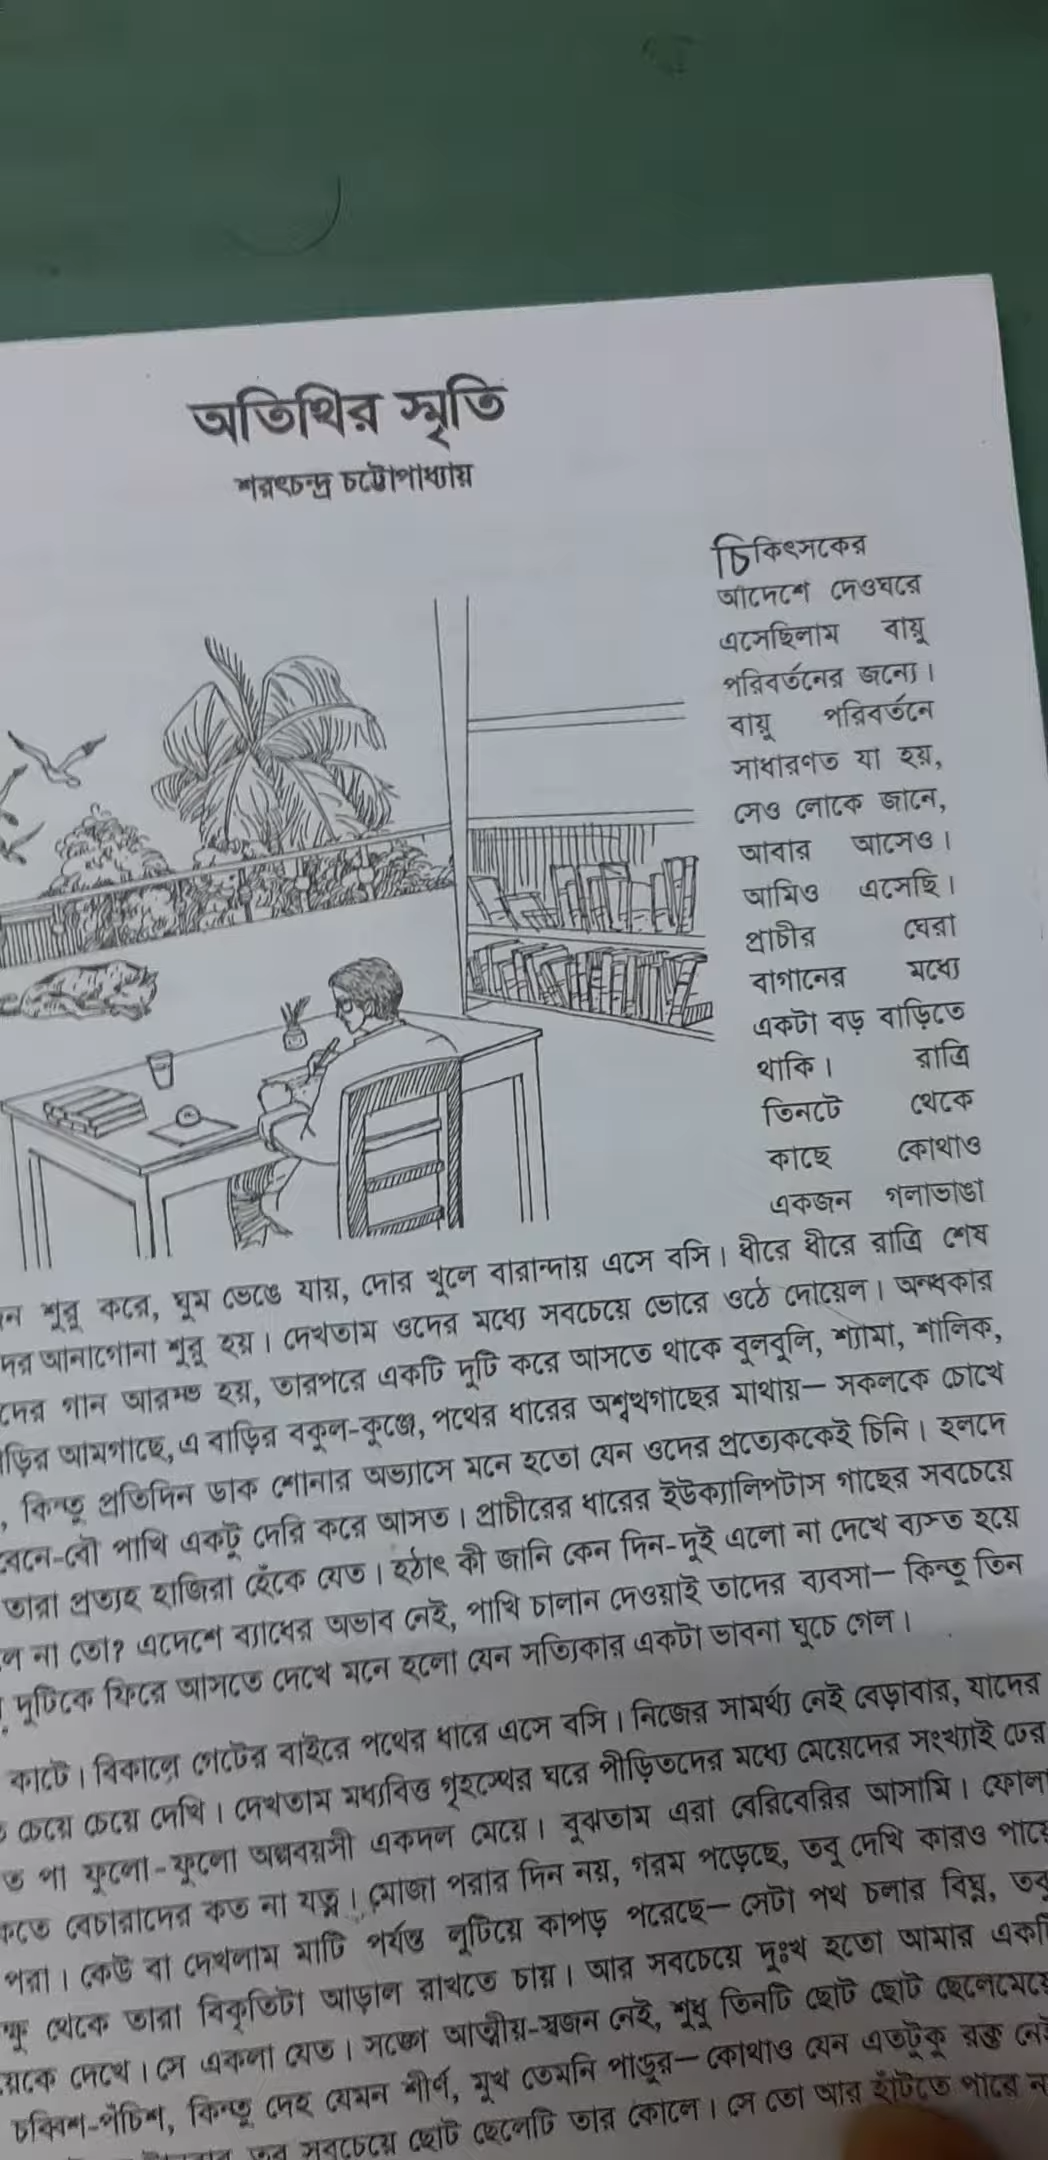 অতিথির স্মৃতি
শরৎচন্দ্র চট্টোপাধ্যায়
চিকিৎসকের
আদেশে দেওঘরে
এসেছিলাম বায়ু
পরিবর্তনের জন্যে।
বায়ু পরিবর্তনে
সাধারণত যা হয়,
সেও লোকে জানে,
আবার আসেও।
আমিও এসেছি।
প্রাচীর ঘেরা
বাগানের মধ্যে
একটা বড় বাড়িতে
থাকি। রাত্রি
তিনটে থেকে
কাছে কোথাও
একজন গলাভাঙা
শুরু করে, ঘুম ভেঙে যায়, দোর খুলে বারান্দায় এসে বসি। ধীরে ধীরে রাত্রি শেষ
আনাগোনা শুরু হয়। দেখতাম ওদের মধ্যে সবচেয়ে ভোরে ওঠে দোয়েল। অন্ধকার
গান আরম্ভ হয়, তারপরে একটি দুটি করে আসতে থাকে বুলবুলি, শ্যামা, শালিক,
আমগাছে, এ বাড়ির বকুল-কুঞ্জে, পথের ধারের অশ্বত্থগাছের মাথায়— সকলকে চোখে
, কিন্তু প্রতিদিন ডাক শোনার অভ্যাসে মনে হতো যেন ওদের প্রত্যেককেই চিনি। হলদে
বেনে-বৌ পাখি একটু দেরি করে আসত। প্রাচীরের ধারের ইউক্যালিপটাস গাছের সবচেয়ে
তারা প্রত্যহ হাজিরা হেঁকে যেত। হঠাৎ কী জানি কেন দিন-দুই এলো না দেখে ব্যস্ত হয়ে
না তো? এদেশে ব্যাধের অভাব নেই, পাখি চালান দেওয়াই তাদের ব্যবসা— কিন্তু তিন
দুটিকে ফিরে আসতে দেখে মনে হলো যেন সত্যিকার একটা ভাবনা ঘুচে গেল।
কাটে। বিকালে গেটের বাইরে পথের ধারে এসে বসি। নিজের সামর্থ্য নেই বেড়াবার, যাদের
চেয়ে চেয়ে দেখি। দেখতাম মধ্যবিত্ত গৃহস্থের ঘরে পীড়িতদের মধ্যে মেয়েদের সংখ্যাই ঢের
পা ফুলো-ফুলো অল্পবয়সী একদল মেয়ে। বুঝতাম এরা বেরিবেরির আসামি। ফোলা
বেচারাদের কত না যত্ন! মোজা পরার দিন নয়, গরম পড়েছে, তবু দেখি কারও পায়ে
পরা। কেউ বা দেখলাম মাটি পর্যন্ত লুটিয়ে কাপড় পরেছে— সেটা পথ চলার বিঘ্ন, তবু
থেকে তারা বিকৃতিটা আড়াল রাখতে চায়। আর সবচেয়ে দুঃখ হতো আমার একটি
দেখে। সে একলা যেত। সঙ্গে আত্মীয়-স্বজন নেই, শুধু তিনটি ছোট ছোট ছেলেমেয়ে
চব্বিশ-পঁচিশ, কিন্তু দেহ যেমন শীর্ণ, মুখ তেমনি পাণ্ডুর— কোথাও যেন এতটুকু রক্ত নেই
সবচেয়ে ছোট ছেলেটি তার কোলে। সে তো আর হাঁটতে পারে